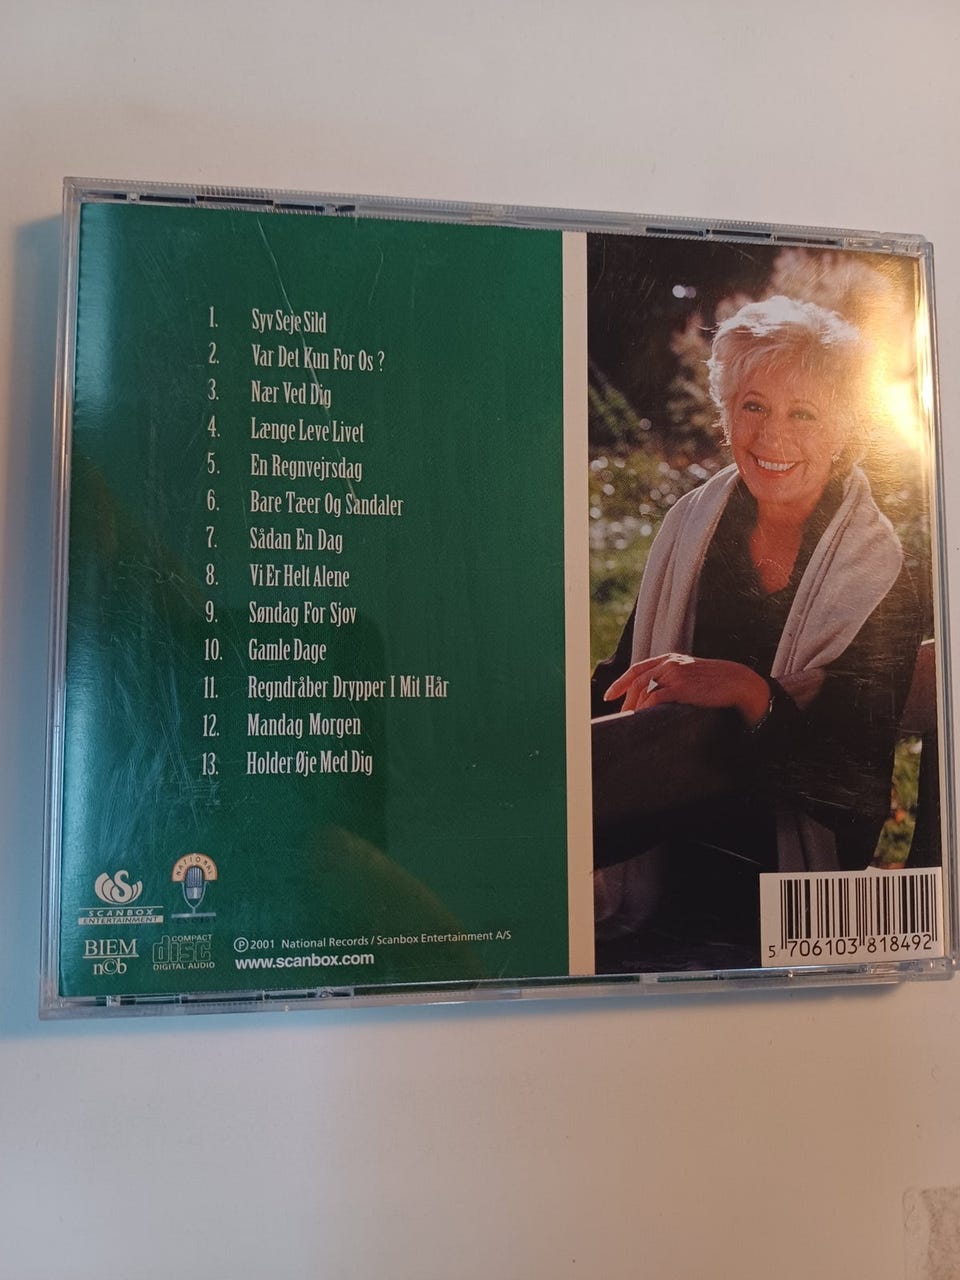 1. Syv Seje Sild
2. Var Det Kun For Os ?
3. Nær Ved Dig
4. Længe Leve Livet
5. En Regnvejrsdag
6. Bare Tæer Og Sandaler
7. Sådan En Dag
8. Vi Er Helt Alene
9. Søndag For Sjov
10. Gamle Dage
11. Regndråber Drypper I Mit Hår
12. Mandag Morgen
13. Holder Øje Med Dig
SCANBOX
ENTERTAINMENT
NATIONAL
BIEM
n©b
COMPACT
disc
DIGITAL AUDIO
℗ 2001 National Records / Scanbox Entertainment A/S
www.scanbox.com
5 706103 818492